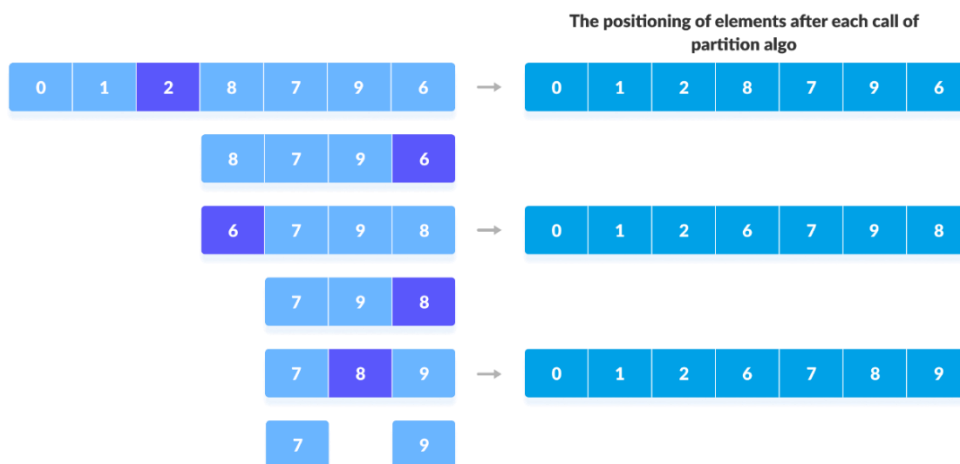 The positioning of elements after each call of
partition algo
0 1 2 8 7 9 6 0 1 2 8 7 9 6
8 7 9 6
6 7 9 8 0 1 2 6 7 9 8
7 9 8
7 8 9 0 1 2 6 7 8 9
7 9